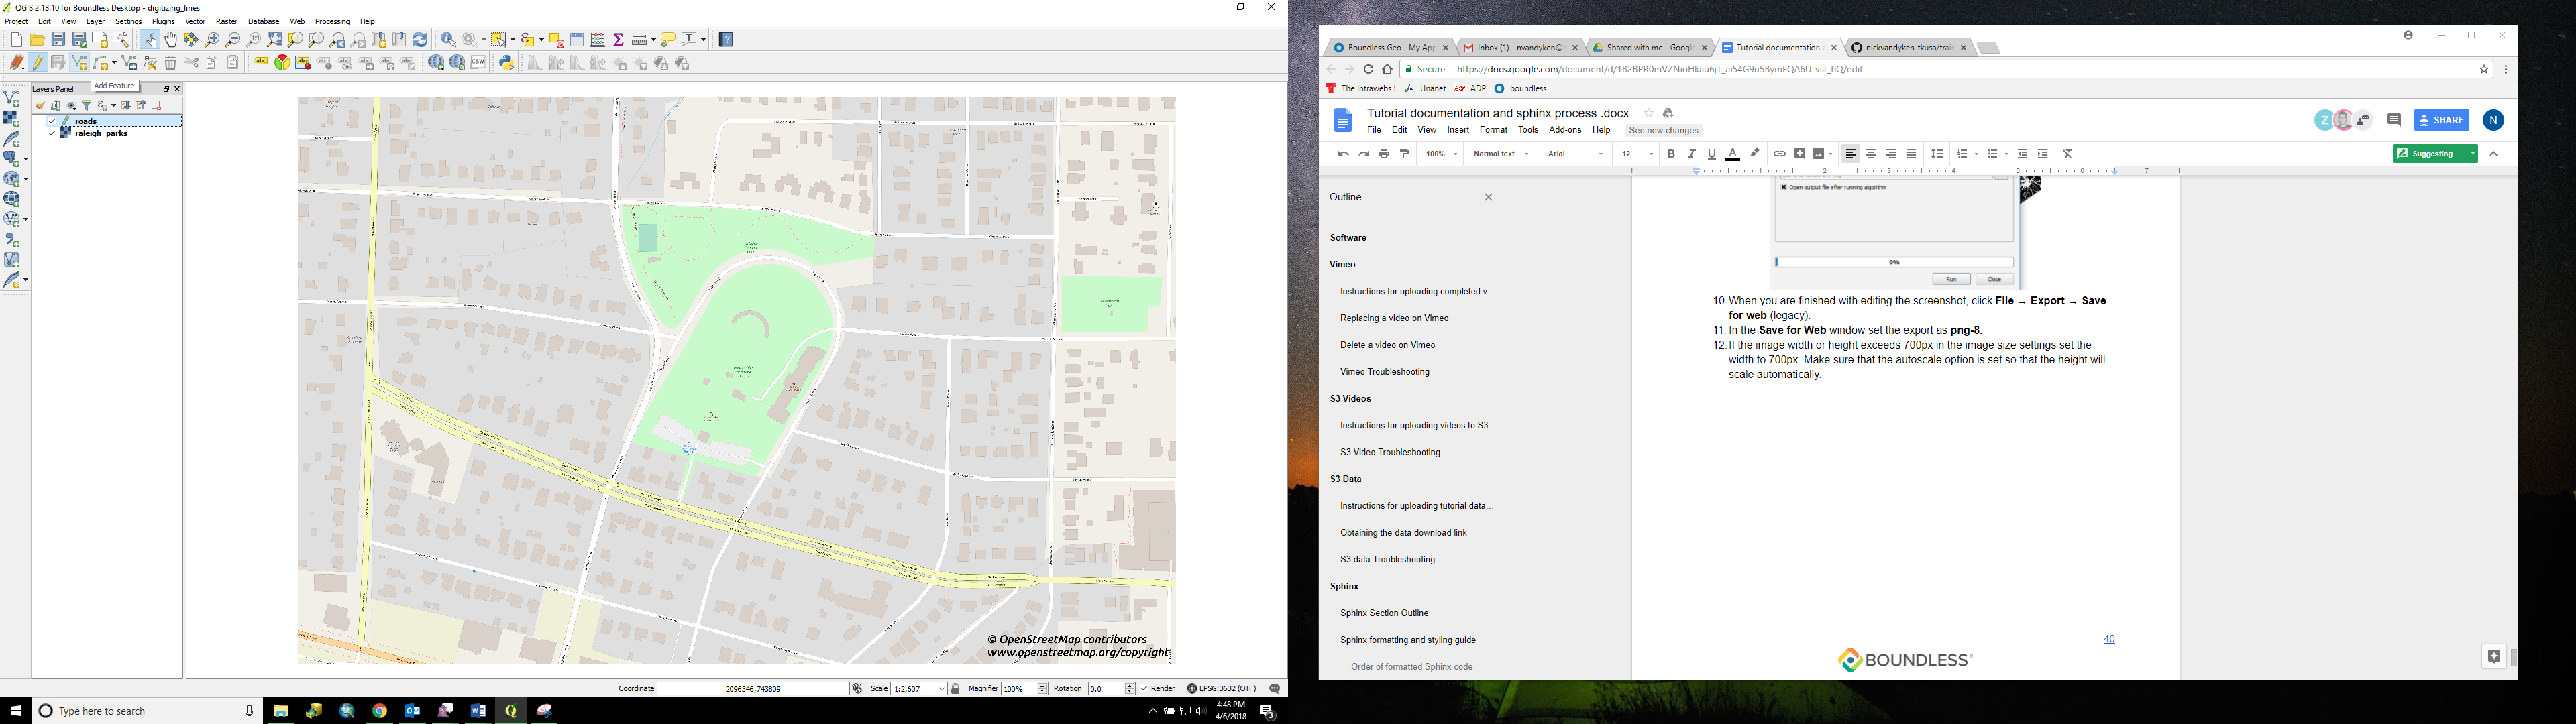 QGIS 2.18.10 for Boundless Desktop - digitizing_lines
Project Edit View Layer Settings Plugins Vector Raster Database Web Processing Help
CSW
Add Feature
Layers Panel
roads
raleigh_parks
© OpenStreetMap contributors
www.openstreetmap.org/copyright
Coordinate 2096346,743809 Scale 1:2,607 Magnifier 100% Rotation 0.0 Render EPSG:3632 (OTF)
Type here to search
4:48 PM
4/6/2018
Boundless Geo - My App
Inbox (1) - nvandyken@
Shared with me - Google
Tutorial documentation
nickvandyken-tkusa/train
Secure https://docs.google.com/document/d/1B2BPR0mVZNioHkau6jT_ai54G9u5BymFQA6U-vst_hQ/edit
The Intrawebs ! Unanet ADP boundless
Tutorial documentation and sphinx process .docx
File Edit View Insert Format Tools Add-ons Help See new changes
SHARE
N
100% Normal text Arial 12 B I U A Suggesting
Outline
Software
Vimeo
Instructions for uploading completed v...
Replacing a video on Vimeo
Delete a video on Vimeo
Vimeo Troubleshooting
S3 Videos
Instructions for uploading videos to S3
S3 Video Troubleshooting
S3 Data
Instructions for uploading tutorial data...
Obtaining the data download link
S3 data Troubleshooting
Sphinx
Sphinx Section Outline
Sphinx formatting and styling guide
Order of formatted Sphinx code
Open output file after running algorithm
0%
Run Close
10. When you are finished with editing the screenshot, click File → Export → Save
for web (legacy).
11. In the Save for Web window set the export as png-8.
12. If the image width or height exceeds 700px in the image size settings set the
width to 700px. Make sure that the autoscale option is set so that the height will
scale automatically.
40
BOUNDLESS